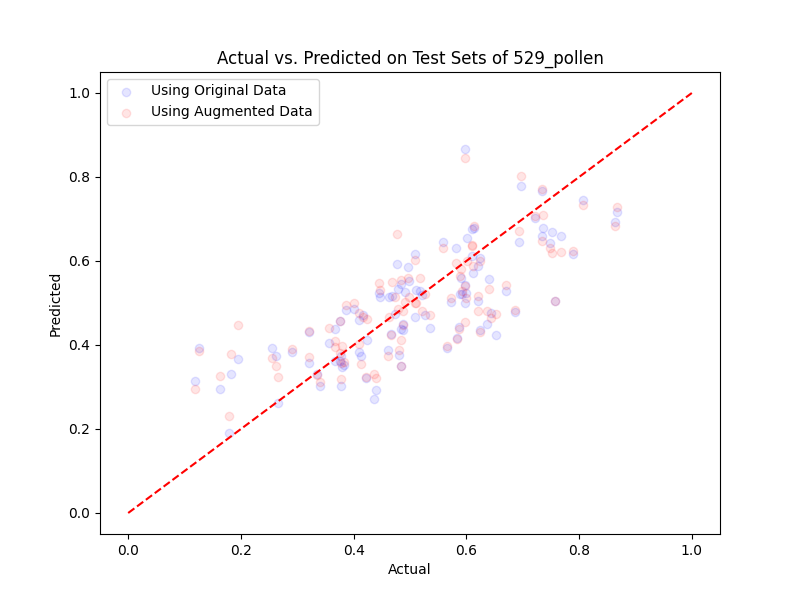 Actual vs. Predicted on Test Sets of 529_pollen
Using Original Data
Using Augmented Data
1.0
0.8
0.6
0.4
0.2
0.0
Predicted
0.0 0.2 0.4 0.6 0.8 1.0
Actual